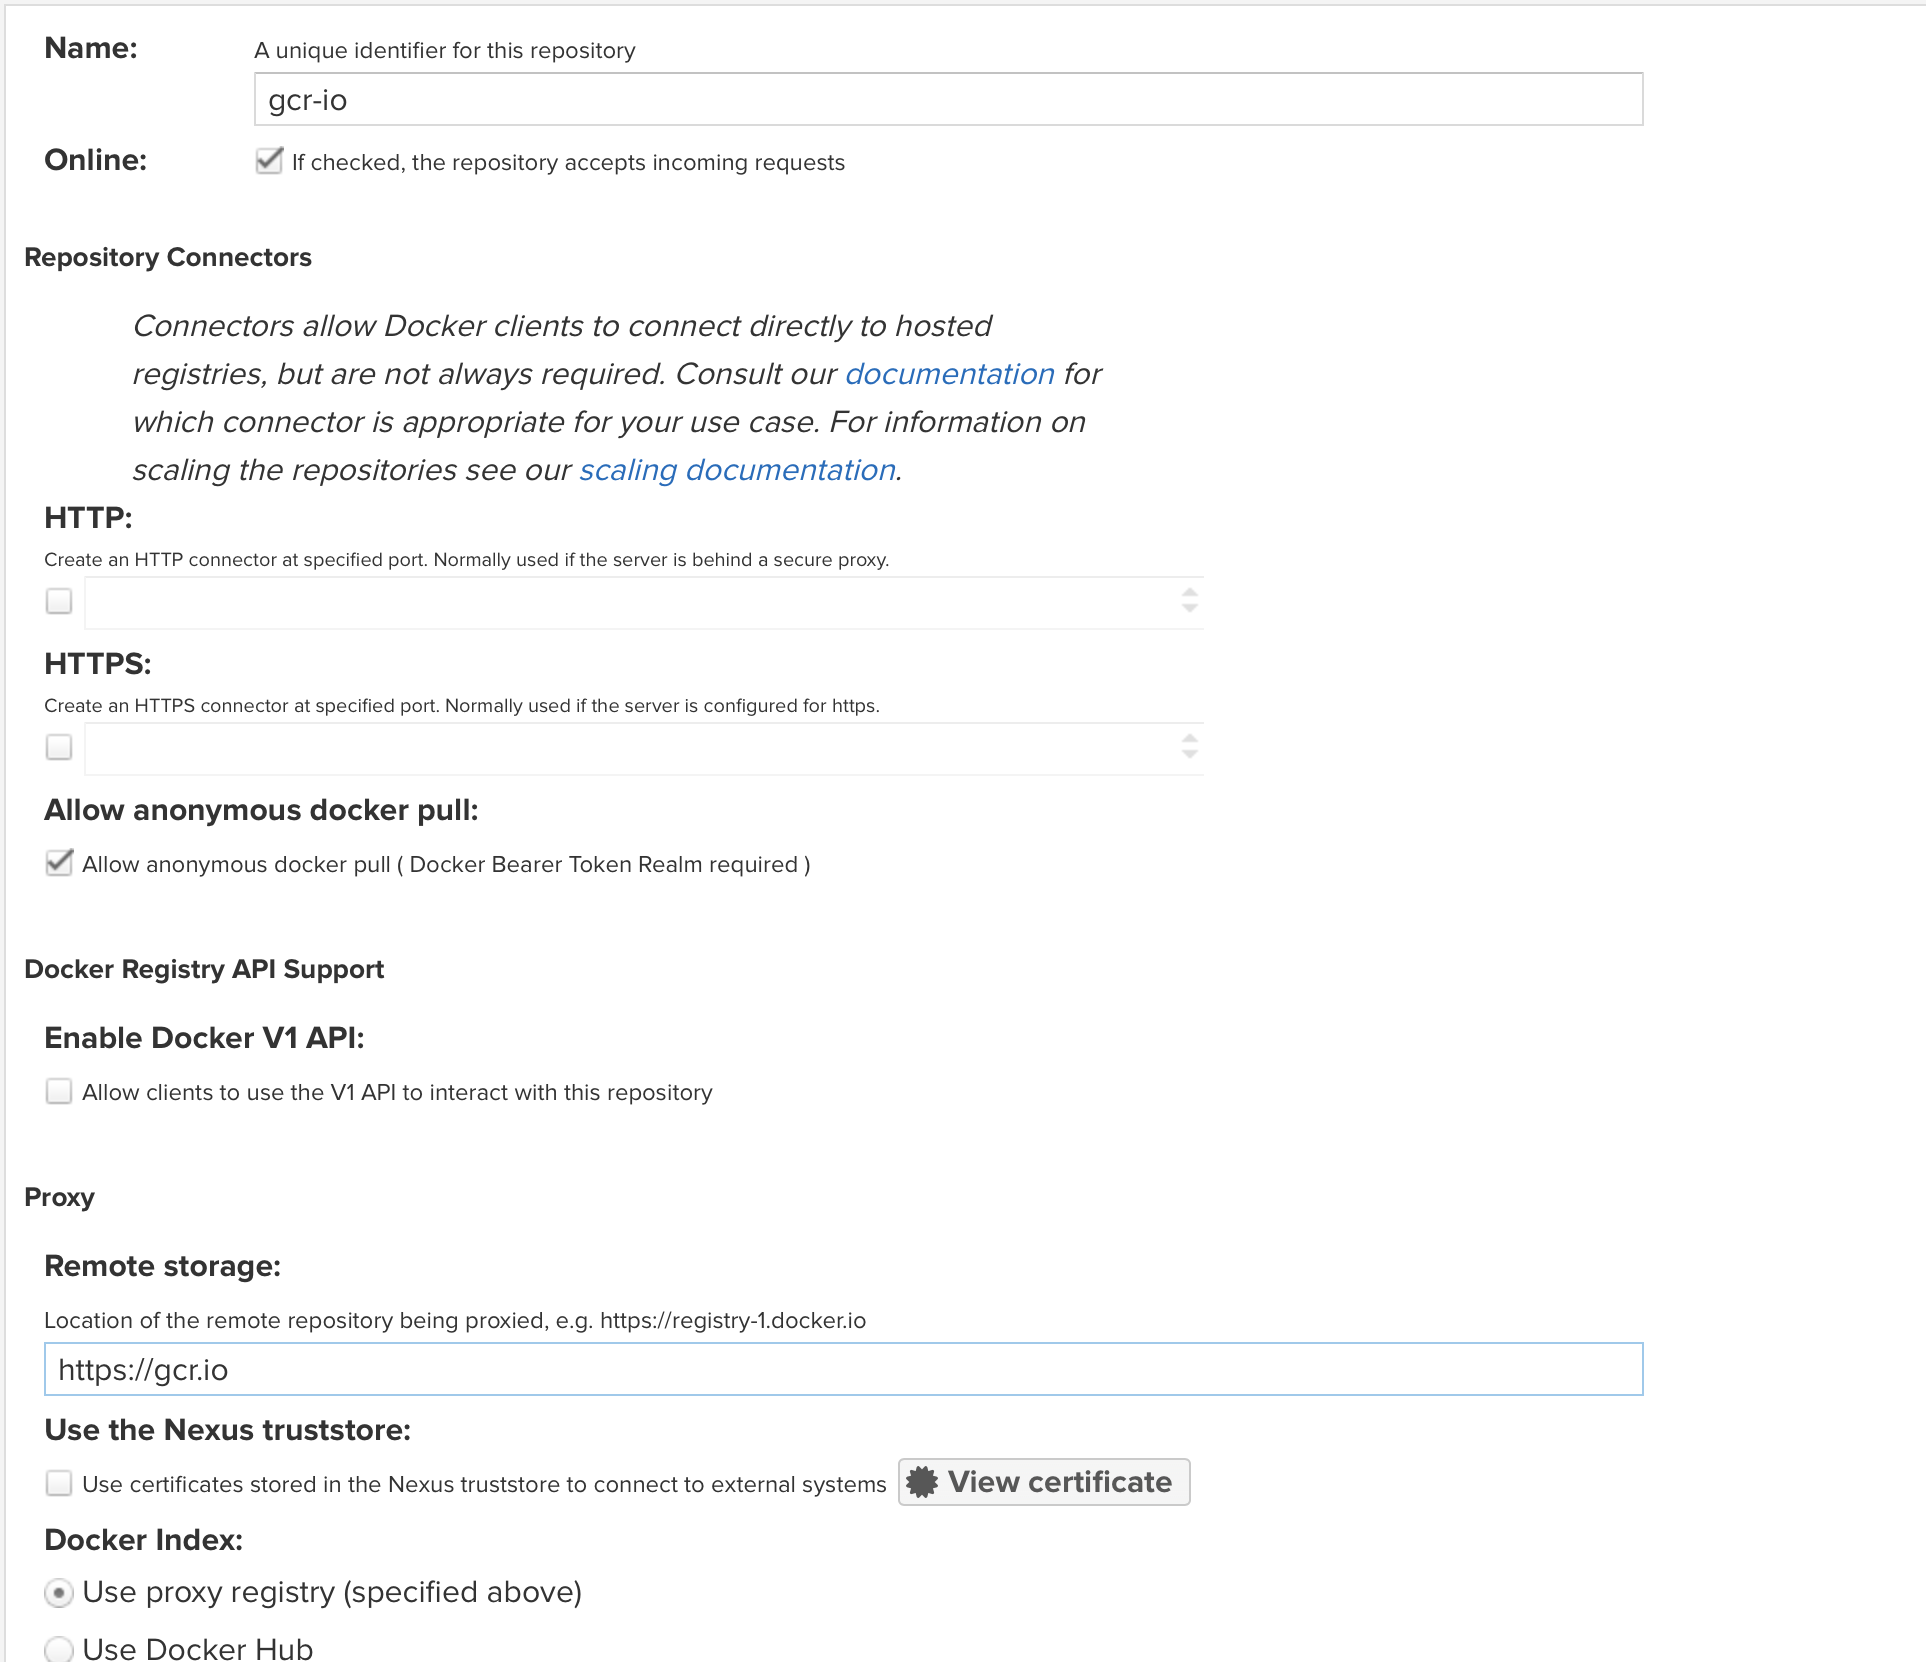 Name:
A unique identifier for this repository
gcr-io
Online:
If checked, the repository accepts incoming requests
Repository Connectors
Connectors allow Docker clients to connect directly to hosted
registries, but are not always required. Consult our documentation for
which connector is appropriate for your use case. For information on
scaling the repositories see our scaling documentation.
HTTP:
Create an HTTP connector at specified port. Normally used if the server is behind a secure proxy.
HTTPS:
Create an HTTPS connector at specified port. Normally used if the server is configured for https.
Allow anonymous docker pull:
Allow anonymous docker pull ( Docker Bearer Token Realm required )
Docker Registry API Support
Enable Docker V1 API:
Allow clients to use the V1 API to interact with this repository
Proxy
Remote storage:
Location of the remote repository being proxied, e.g. https://registry-1.docker.io
https://gcr.io
Use the Nexus truststore:
Use certificates stored in the Nexus truststore to connect to external systems View certificate
Docker Index:
Use proxy registry (specified above)
Use Docker Hub